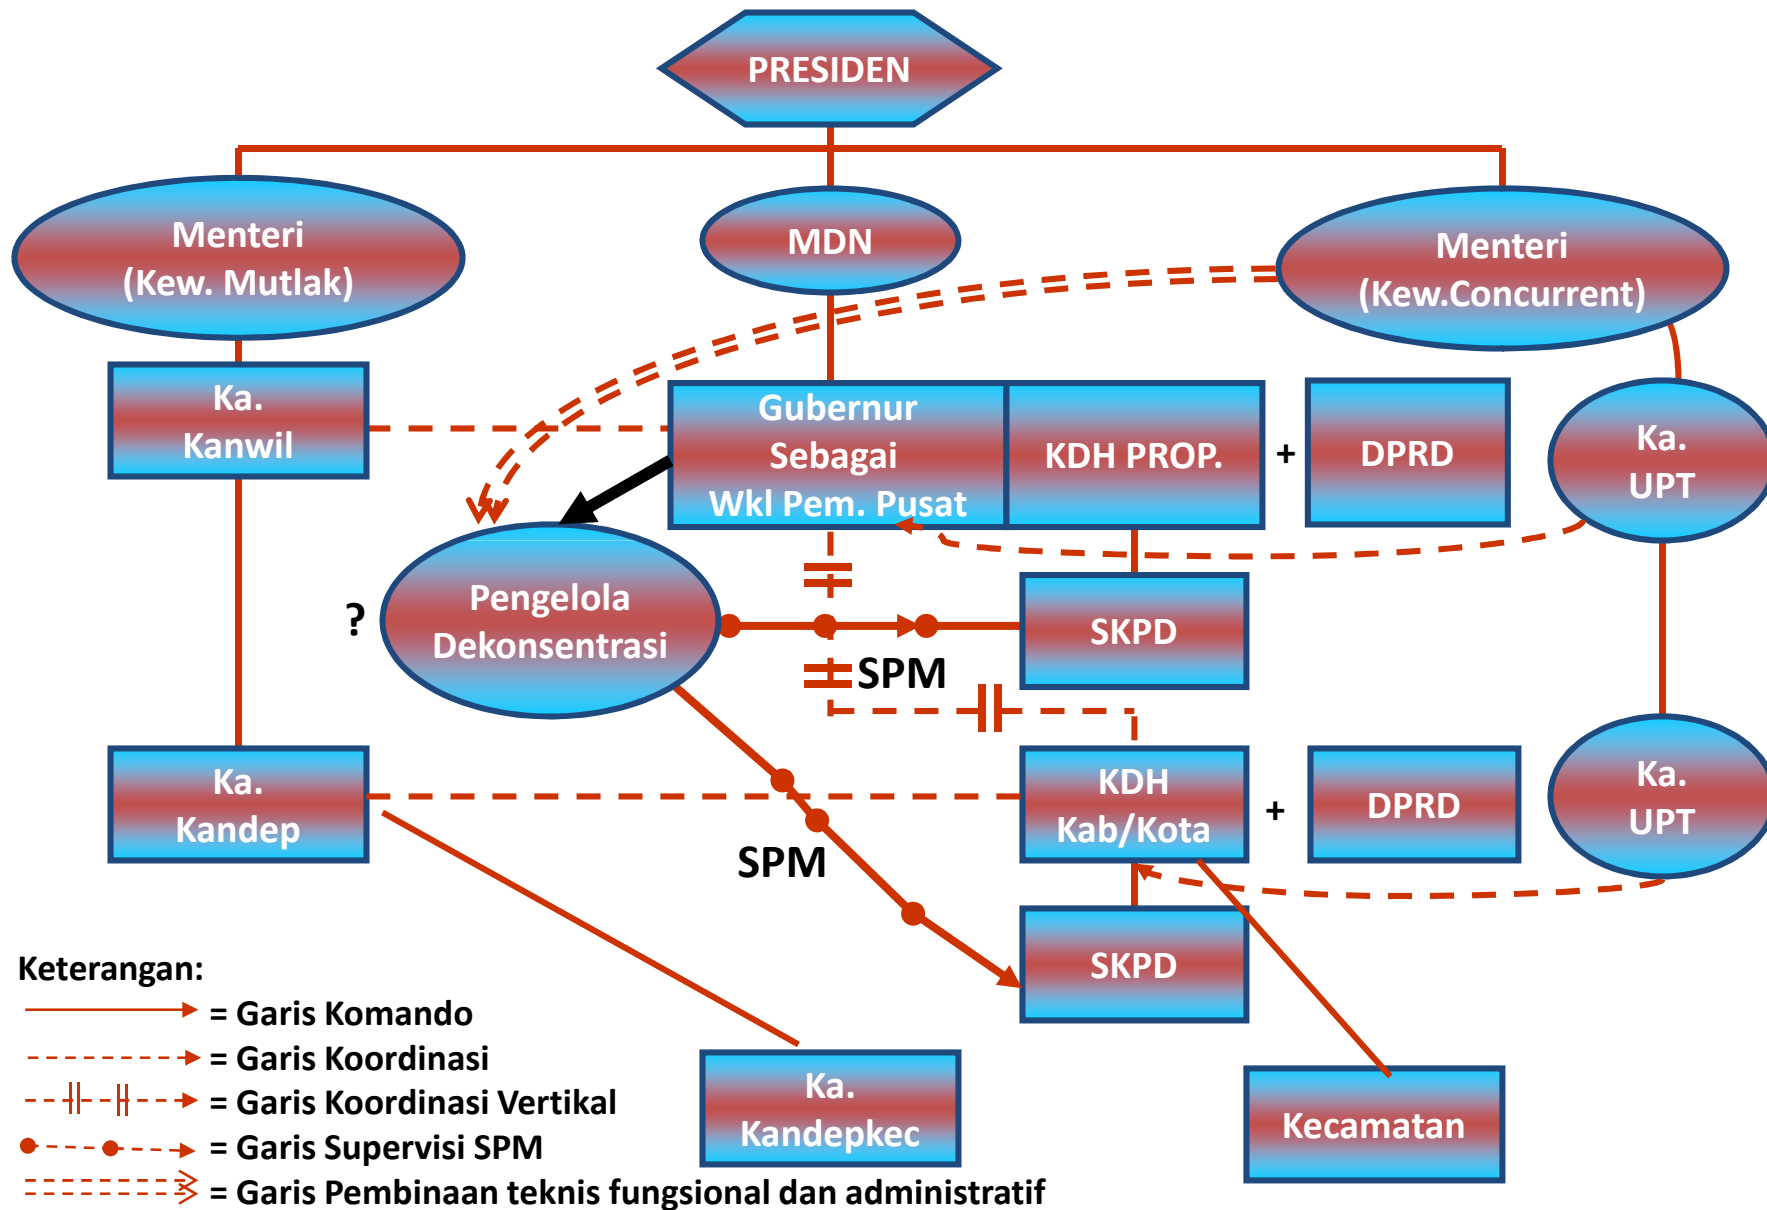 PRESIDEN
Menteri
(Kew. Mutlak)
MDN
Menteri
(Kew.Concurrent)
Ka.
Kanwil
Gubernur
Sebagai
Wkl Pem. Pusat
KDH PROP.
+
DPRD
Ka.
UPT
?
Pengelola
Dekonsentrasi
SKPD
SPM
Ka.
Kandep
KDH
Kab/Kota
+
DPRD
Ka.
UPT
SPM
SKPD
Ka.
Kandepkec
Kecamatan
Keterangan:
= Garis Komando
= Garis Koordinasi
= Garis Koordinasi Vertikal
= Garis Supervisi SPM
= Garis Pembinaan teknis fungsional dan administratif